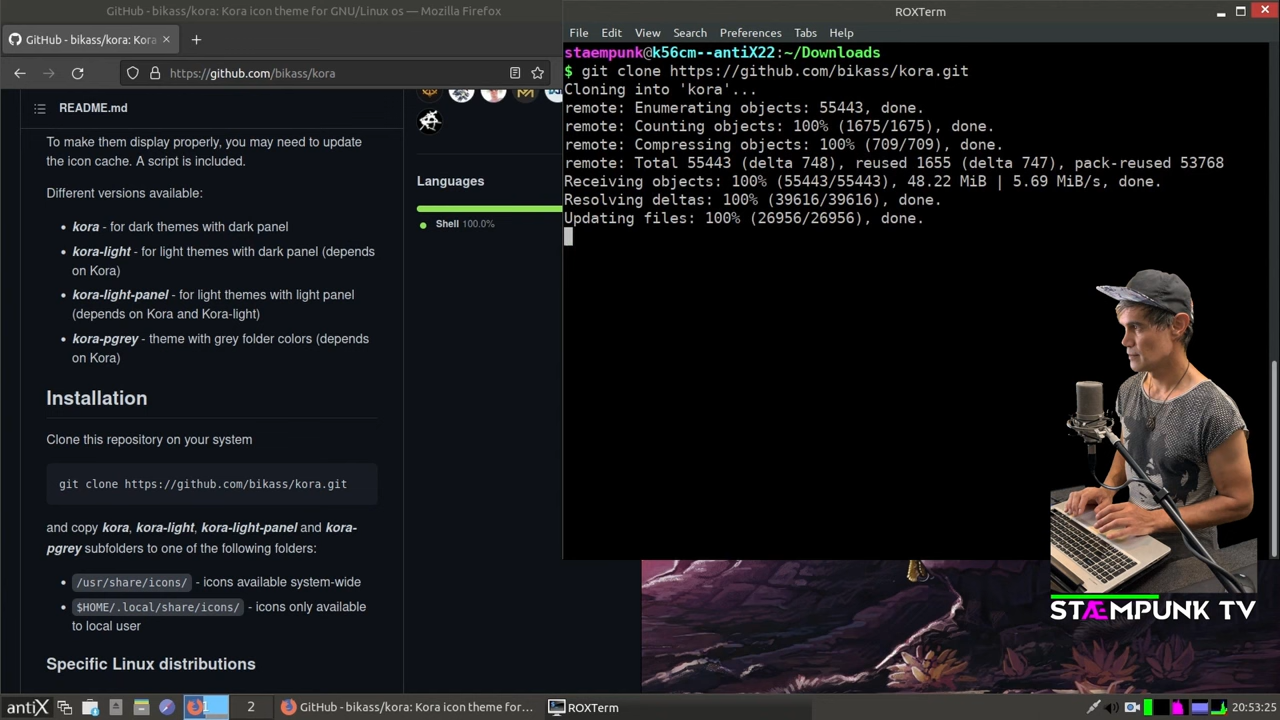 GitHub - bikass/kora: Kora icon theme for GNU/Linux os — Mozilla Firefox
GitHub - bikass/kora: Kora
https://github.com/bikass/kora
README.md
To make them display properly, you may need to update
the icon cache. A script is included.
Different versions available:
kora - for dark themes with dark panel
kora-light - for light themes with dark panel (depends
on Kora)
kora-light-panel - for light themes with light panel
(depends on Kora and Kora-light)
kora-pgrey - theme with grey folder colors (depends
on Kora)
Installation
Clone this repository on your system
git clone https://github.com/bikass/kora.git
and copy kora, kora-light, kora-light-panel and kora-
pgrey subfolders to one of the following folders:
/usr/share/icons/ - icons available system-wide
$HOME/.local/share/icons/ - icons only available
to local user
Specific Linux distributions
Languages
Shell 100.0%
ROXTerm
File Edit View Search Preferences Tabs Help
staempunk@k56cm--antiX22:~/Downloads
$ git clone https://github.com/bikass/kora.git
Cloning into 'kora'...
remote: Enumerating objects: 55443, done.
remote: Counting objects: 100% (1675/1675), done.
remote: Compressing objects: 100% (709/709), done.
remote: Total 55443 (delta 748), reused 1655 (delta 747), pack-reused 53768
Receiving objects: 100% (55443/55443), 48.22 MiB | 5.69 MiB/s, done.
Resolving deltas: 100% (39616/39616), done.
Updating files: 100% (26956/26956), done.
STÆMPUNK TV
antiX 1 2 GitHub - bikass/kora: Kora icon theme for... ROXTerm 20:53:25